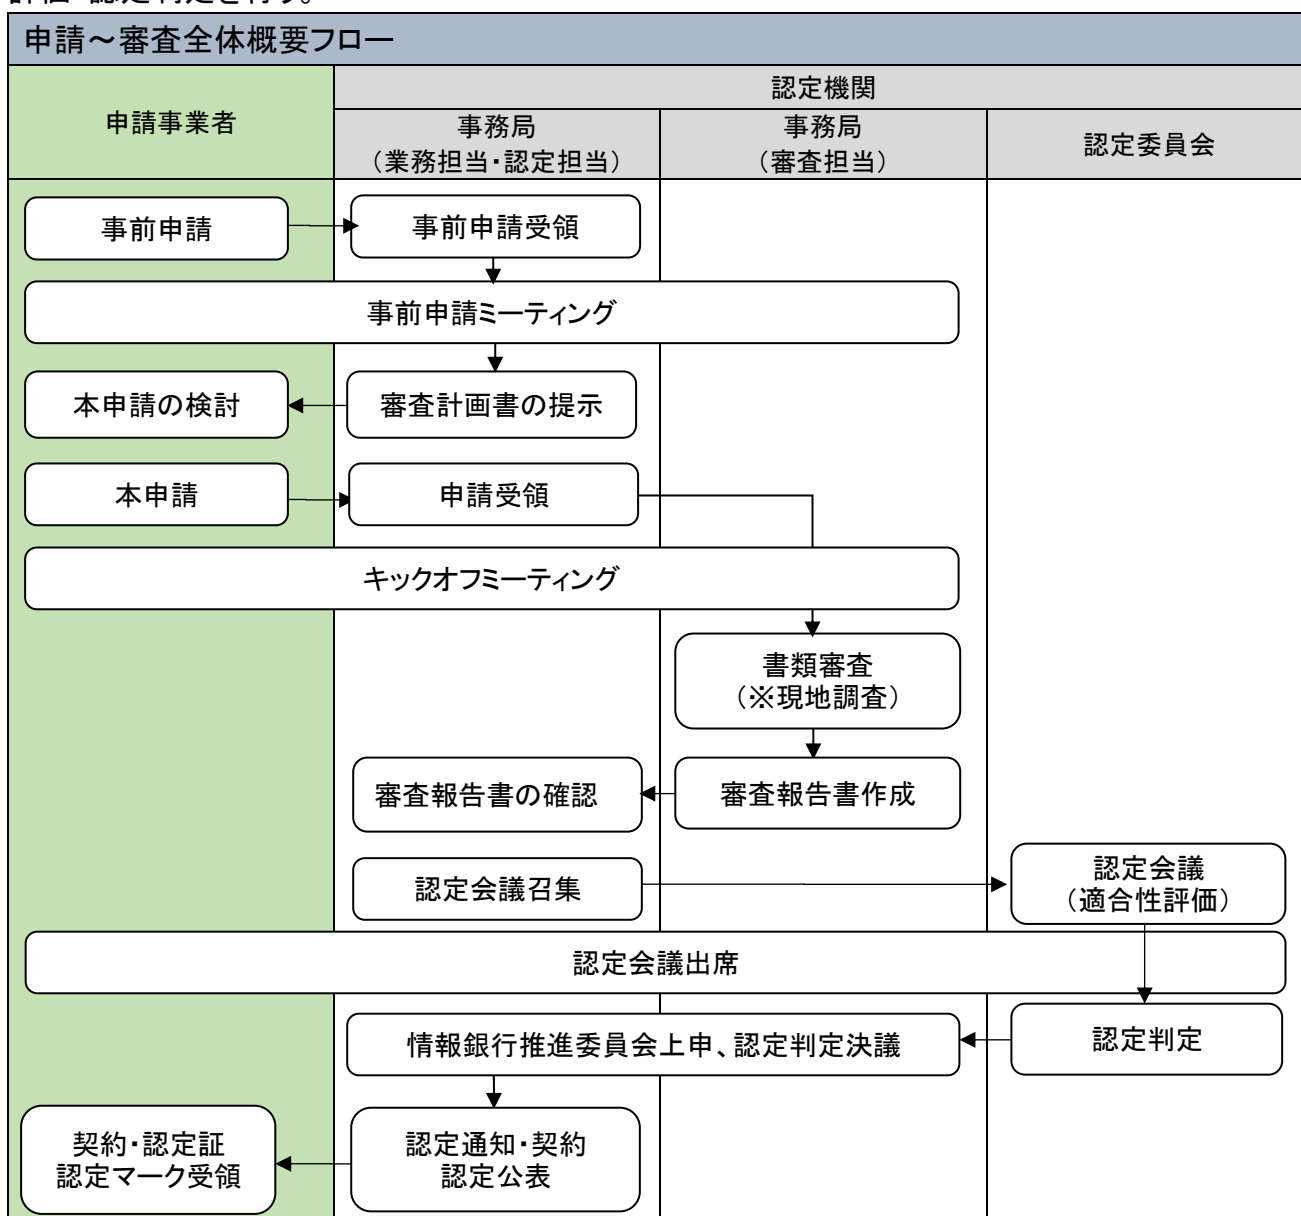 評価・認定判定を行う。
申請～審査全体概要フロー
申請事業者
認定機関
事務局
（業務担当・認定担当）
事務局
（審査担当）
認定委員会
事前申請
事前申請受領
事前申請ミーティング
本申請の検討
審査計画書の提示
本申請
申請受領
キックオフミーティング
書類審査
（※現地調査）
審査報告書の確認
審査報告書作成
認定会議召集
認定会議
（適合性評価）
認定会議出席
情報銀行推進委員会上申、認定判定決議
認定判定
契約・認定証
認定マーク受領
認定通知・契約
認定公表